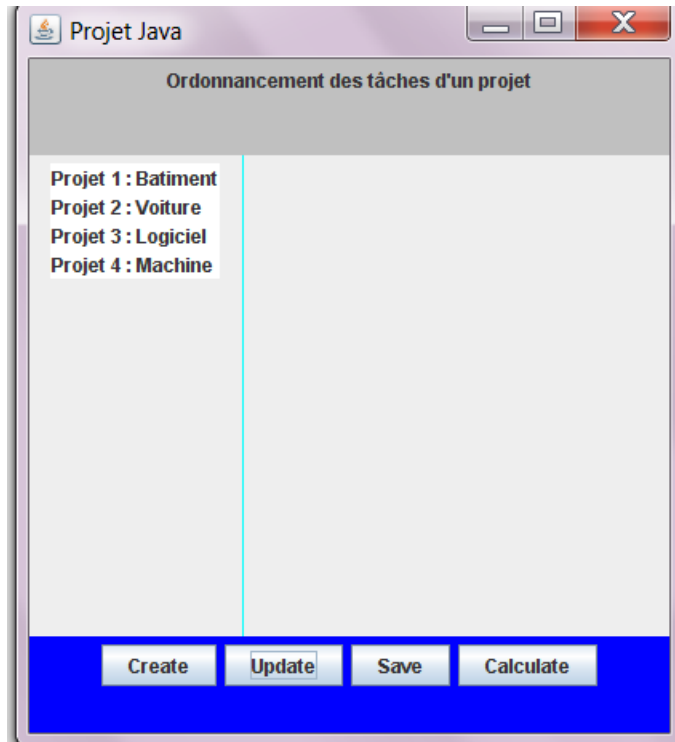 Projet Java
Ordonnancement des tâches d'un projet
Projet 1 : Batiment
Projet 2 : Voiture
Projet 3 : Logiciel
Projet 4 : Machine
Create Update Save Calculate